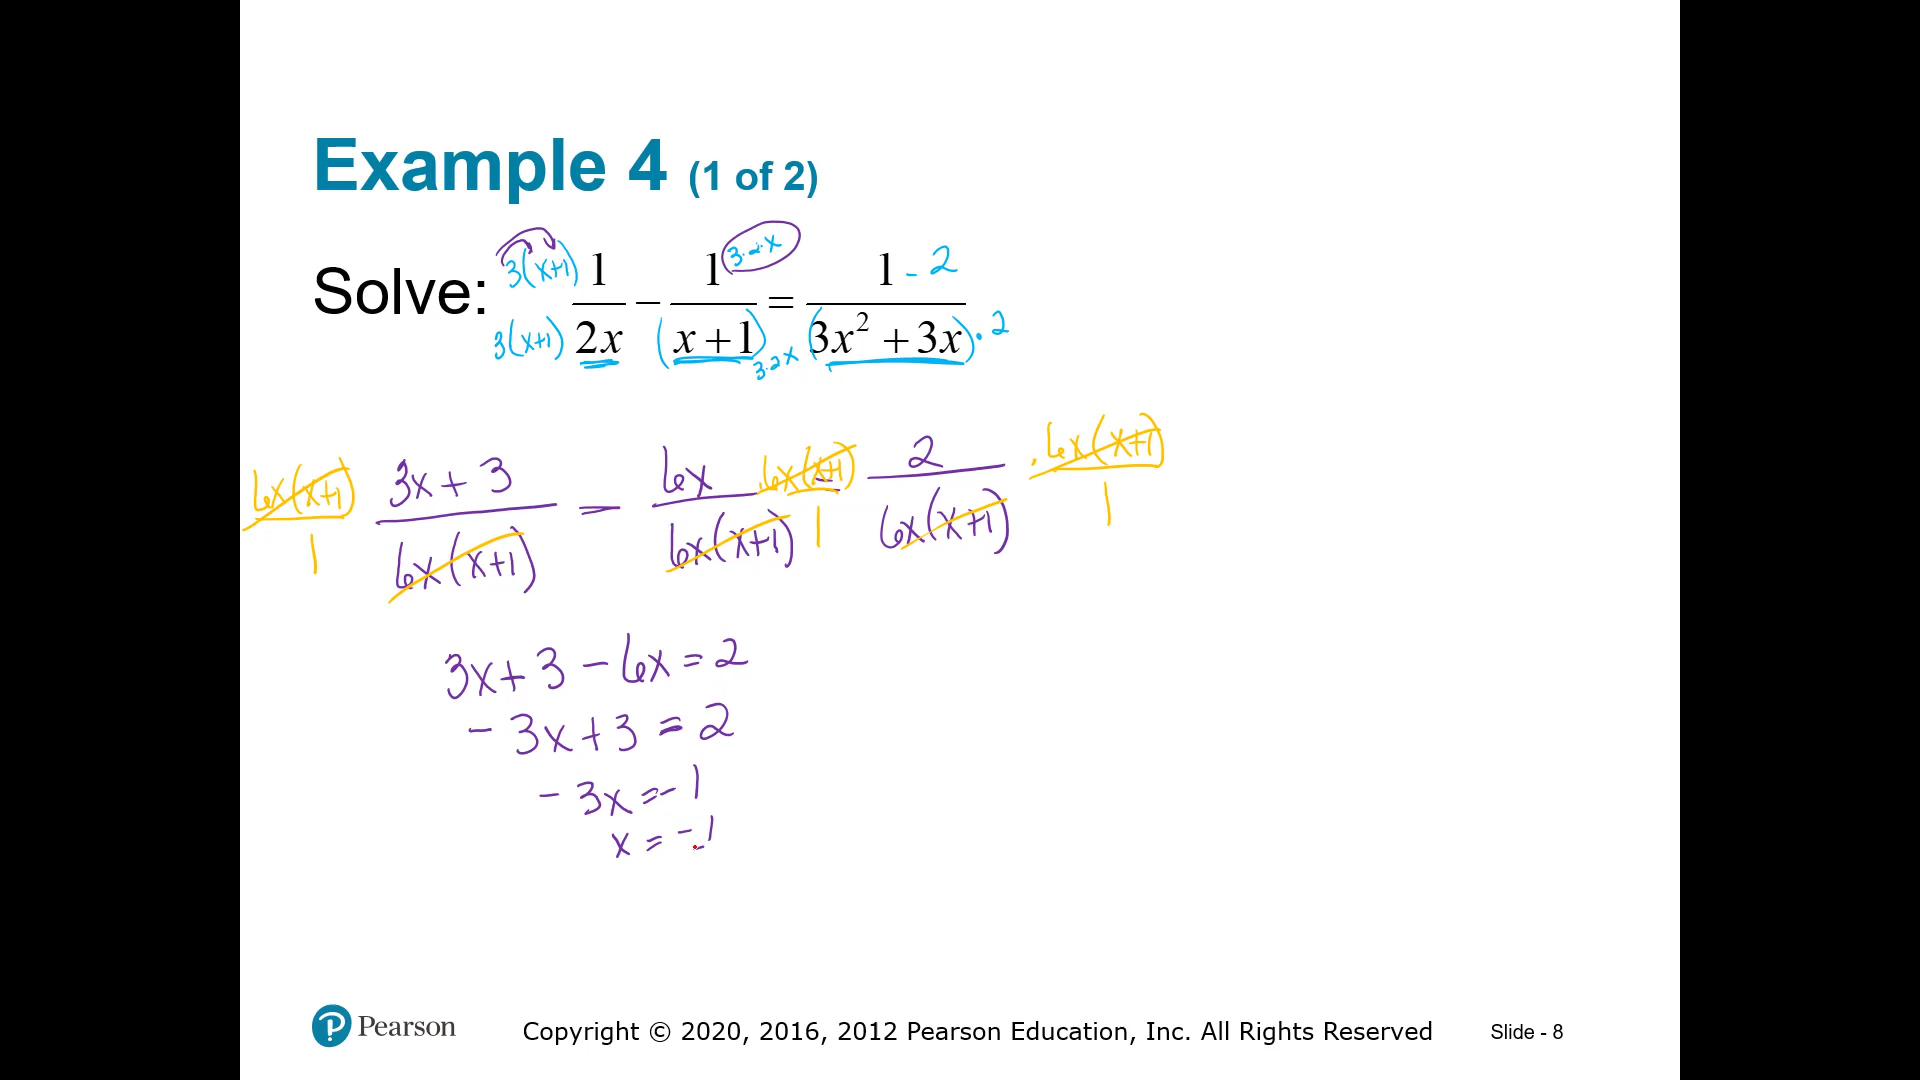 Example 4 (1 of 2)
3(x+1) 1 1 3·2·x 1 - 2
Solve: — − — = —
3(x+1) 2x (x + 1) 3·2x (3x² + 3x) · 2
6x(x+1) 3x + 3 6x · 6x(x+1) 2 · 6x(x+1)
— — − — — = — —
1 6x(x+1) 6x(x+1) 1 6x(x+1) 1
3x + 3 - 6x = 2
- 3x + 3 = 2
- 3x = - 1
x = - 1
Pearson Copyright © 2020, 2016, 2012 Pearson Education, Inc. All Rights Reserved Slide - 8